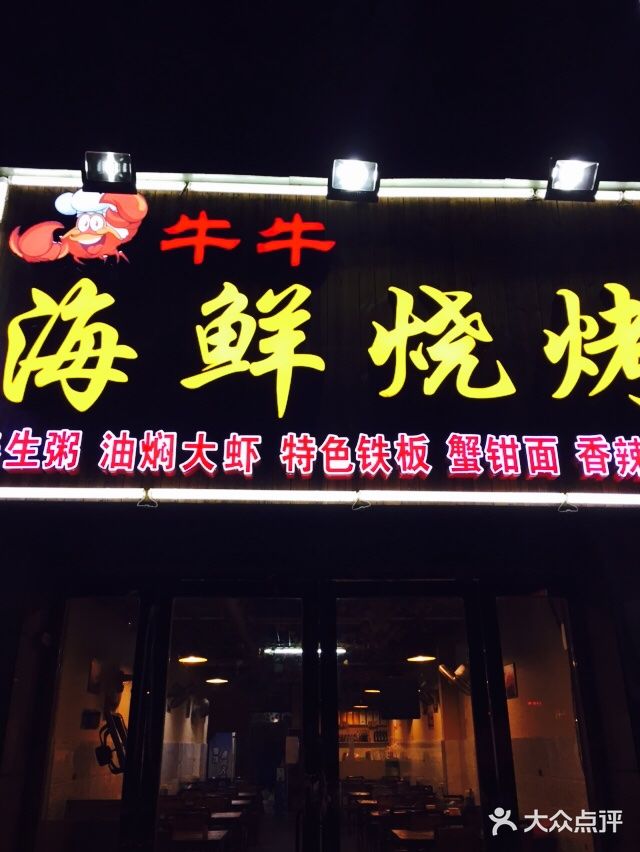 牛牛
海鲜烧烤
生粥 油焖大虾 特色铁板 蟹钳面 香辣
大众点评